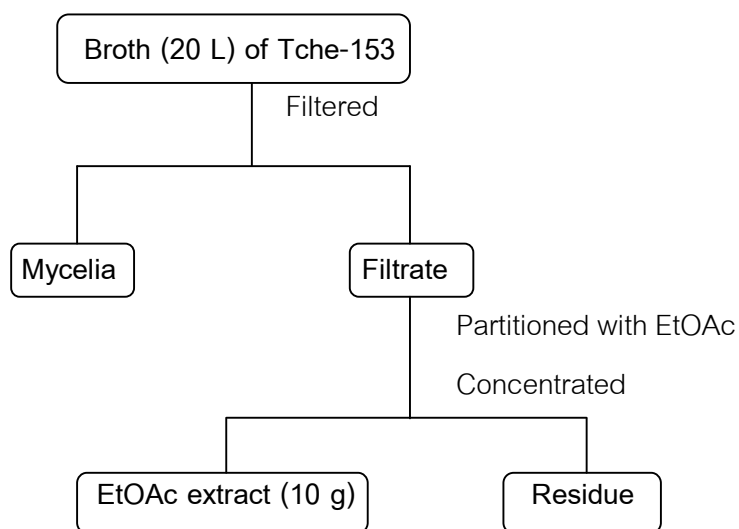 Broth (20 L) of Tche-153
Filtered
Mycelia
Filtrate
Partitioned with EtOAc
Concentrated
EtOAc extract (10 g)
Residue